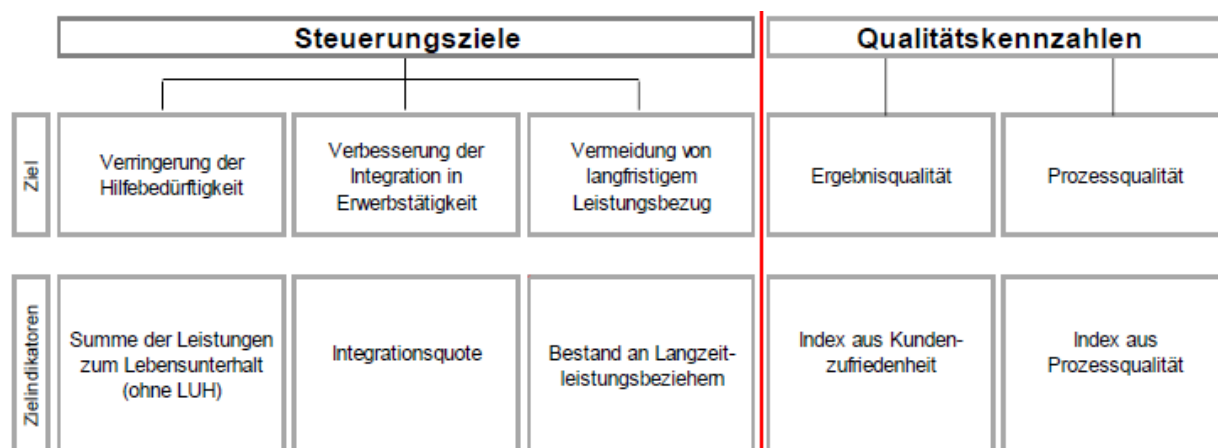 Steuerungsziele
Qualitätskennzahlen
Ziel
Verringerung der
Hilfebedürftigkeit
Verbesserung der
Integration in
Erwerbstätigkeit
Vermeidung von
langfristigem
Leistungsbezug
Ergebnisqualität
Prozessqualität
Zielindikatoren
Summe der Leistungen
zum Lebensunterhalt
(ohne LUH)
Integrationsquote
Bestand an Langzeit-
leistungsbeziehern
Index aus Kunden-
zufriedenheit
Index aus
Prozessqualität